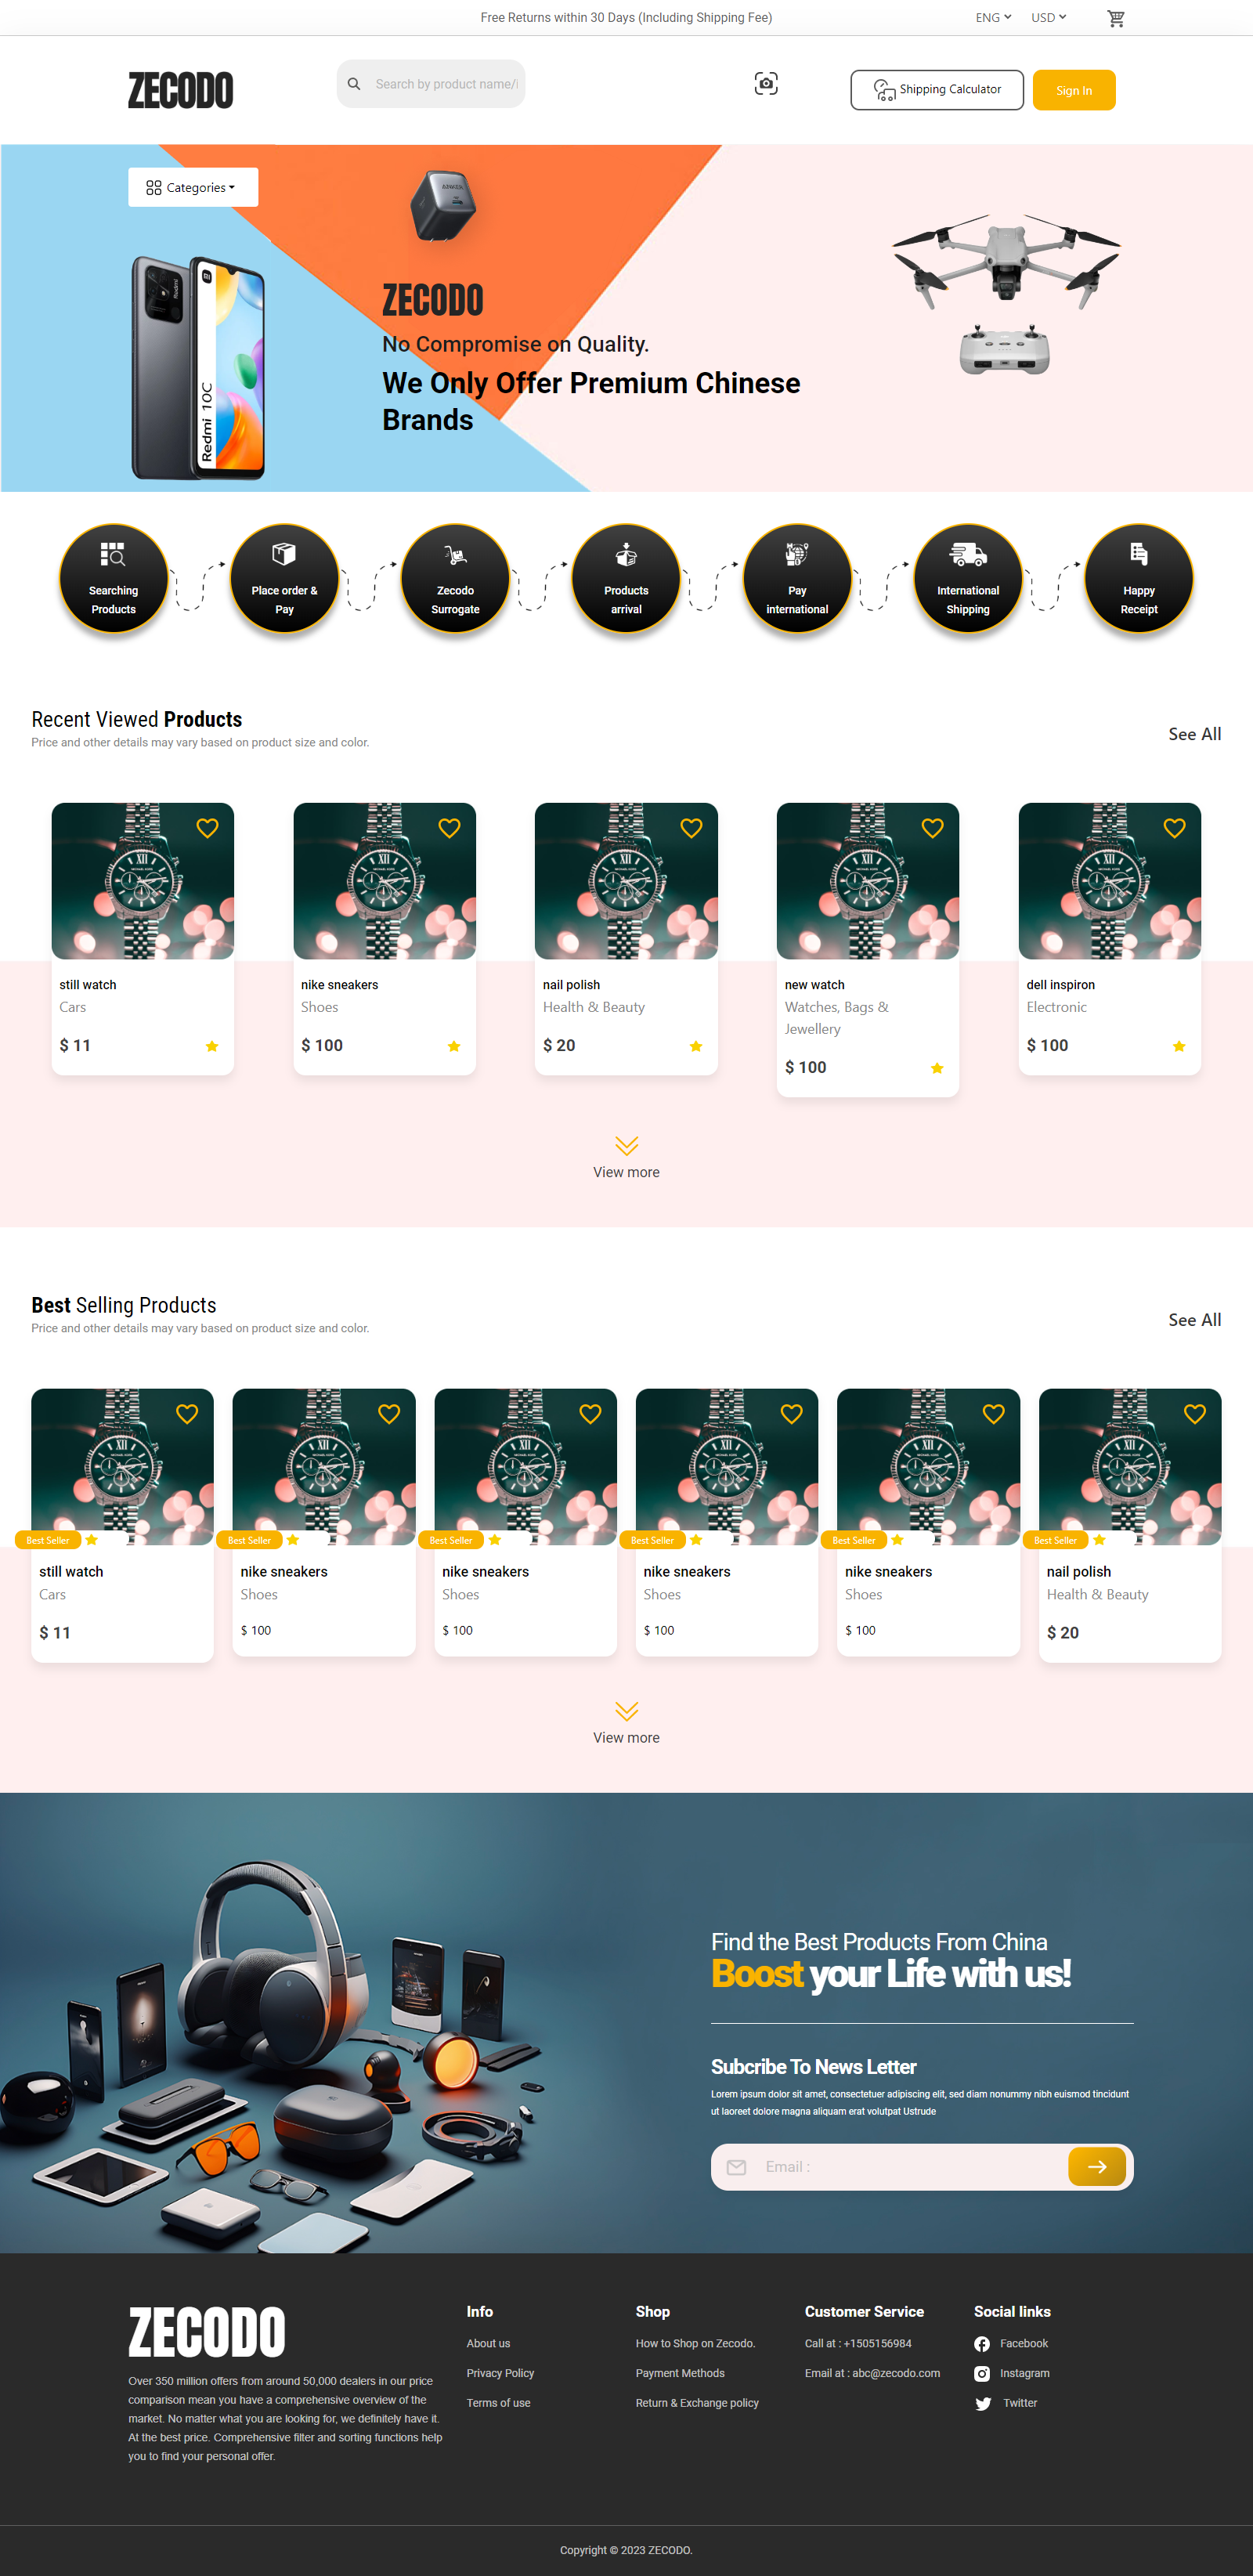 Free Returns within 30 Days (Including Shipping Fee)
ENG
USD
ZECODO
Search by product name/i
Shipping Calculator
Sign In
Categories
ANKER
ZECODO
No Compromise on Quality.
We Only Offer Premium Chinese
Brands
Redmi
Redmi 10C
Searching
Products
Place order &
Pay
Zecodo
Surrogate
Products
arrival
Pay
international
International
Shipping
Happy
Receipt
Recent Viewed Products
Price and other details may vary based on product size and color.
See All
still watch
Cars
$ 11
nike sneakers
Shoes
$ 100
nail polish
Health & Beauty
$ 20
new watch
Watches, Bags &
Jewellery
$ 100
dell inspiron
Electronic
$ 100
View more
Best Selling Products
Price and other details may vary based on product size and color.
See All
Best Seller
still watch
Cars
$ 11
Best Seller
nike sneakers
Shoes
$ 100
Best Seller
nike sneakers
Shoes
$ 100
Best Seller
nike sneakers
Shoes
$ 100
Best Seller
nike sneakers
Shoes
$ 100
Best Seller
nail polish
Health & Beauty
$ 20
View more
Find the Best Products From China
Boost your Life with us!
Subcribe To News Letter
Lorem ipsum dolor sit amet, consectetuer adipiscing elit, sed diam nonummy nibh euismod tincidunt
ut laoreet dolore magna aliquam erat volutpat Ustrude
Email :
ZECODO
Over 350 million offers from around 50,000 dealers in our price
comparison mean you have a comprehensive overview of the
market. No matter what you are looking for, we definitely have it.
At the best price. Comprehensive filter and sorting functions help
you to find your personal offer.
Info
About us
Privacy Policy
Terms of use
Shop
How to Shop on Zecodo.
Payment Methods
Return & Exchange policy
Customer Service
Call at : +1505156984
Email at : abc@zecodo.com
Social links
Facebook
Instagram
Twitter
Copyright © 2023 ZECODO.